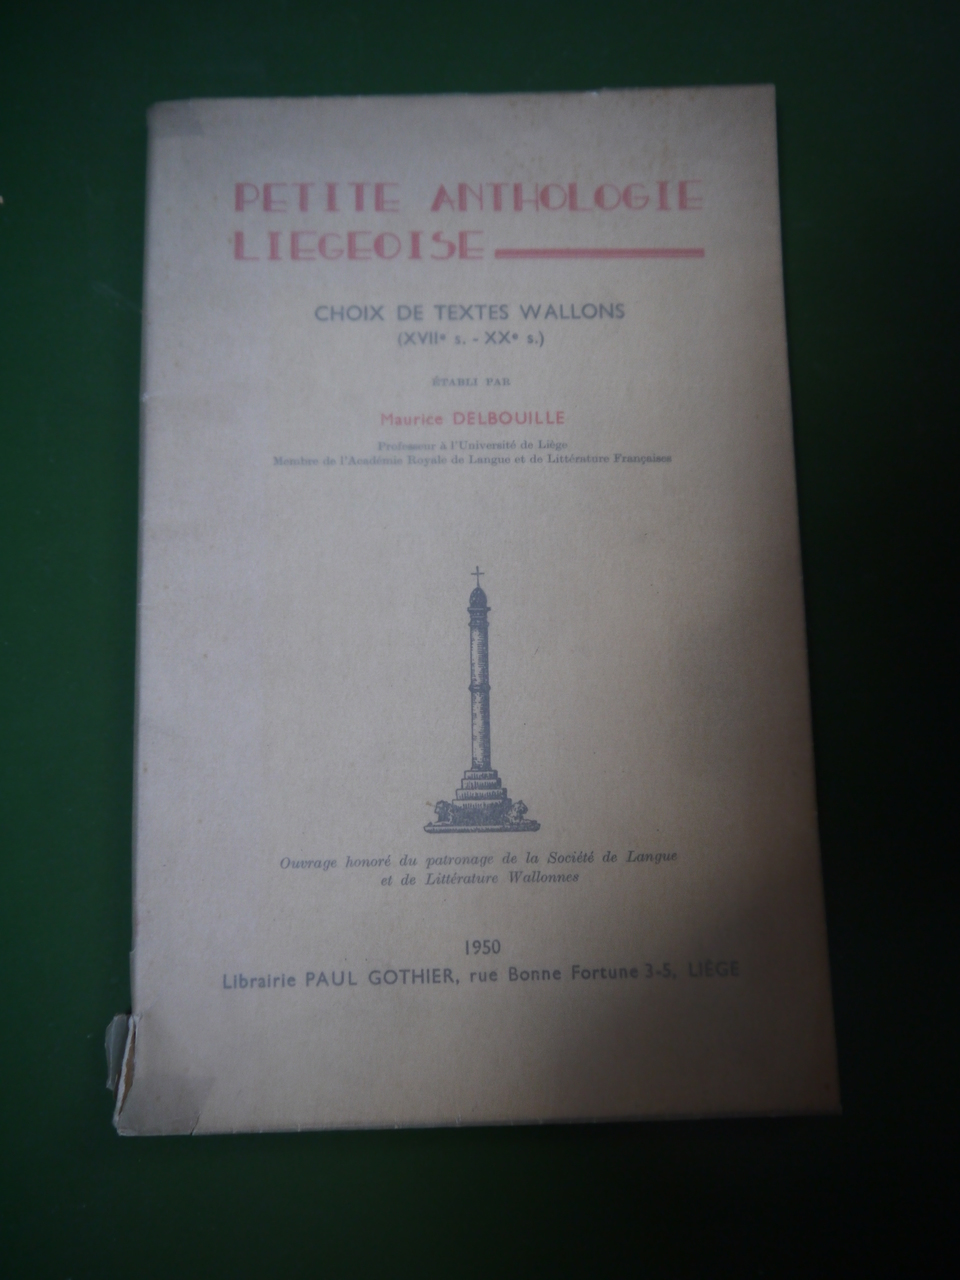 PETITE ANTHOLOGIE
LIEGEOISE
CHOIX DE TEXTES WALLONS
(XVIIe s. - XXe s.)
ÉTABLI PAR
Maurice DELBOUILLE
Professeur à l'Université de Liége
Membre de l'Académie Royale de Langue et de Littérature Françaises
Ouvrage honoré du patronage de la Société de Langue
et de Littérature Wallonnes
1950
Librairie PAUL GOTHIER, rue Bonne Fortune 3-5, LIÉGE